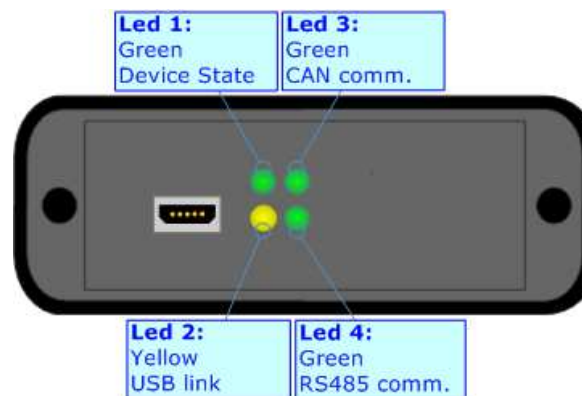 Led 1:
Green
Device State
Led 3:
Green
CAN comm.
Led 2:
Yellow
USB link
Led 4:
Green
RS485 comm.